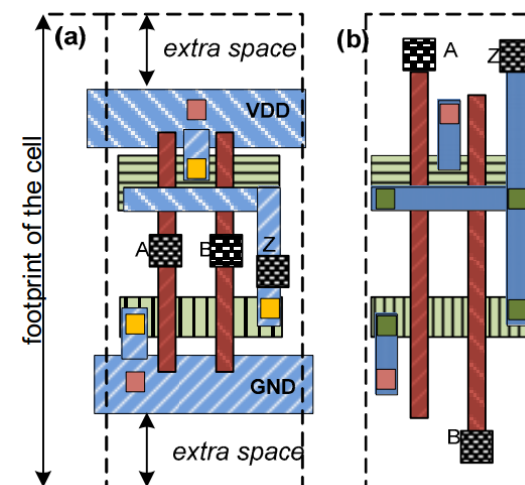 (a)
extra space
VDD
A
B
Z
GND
extra space
footprint of the cell
(b)
A
Z
B